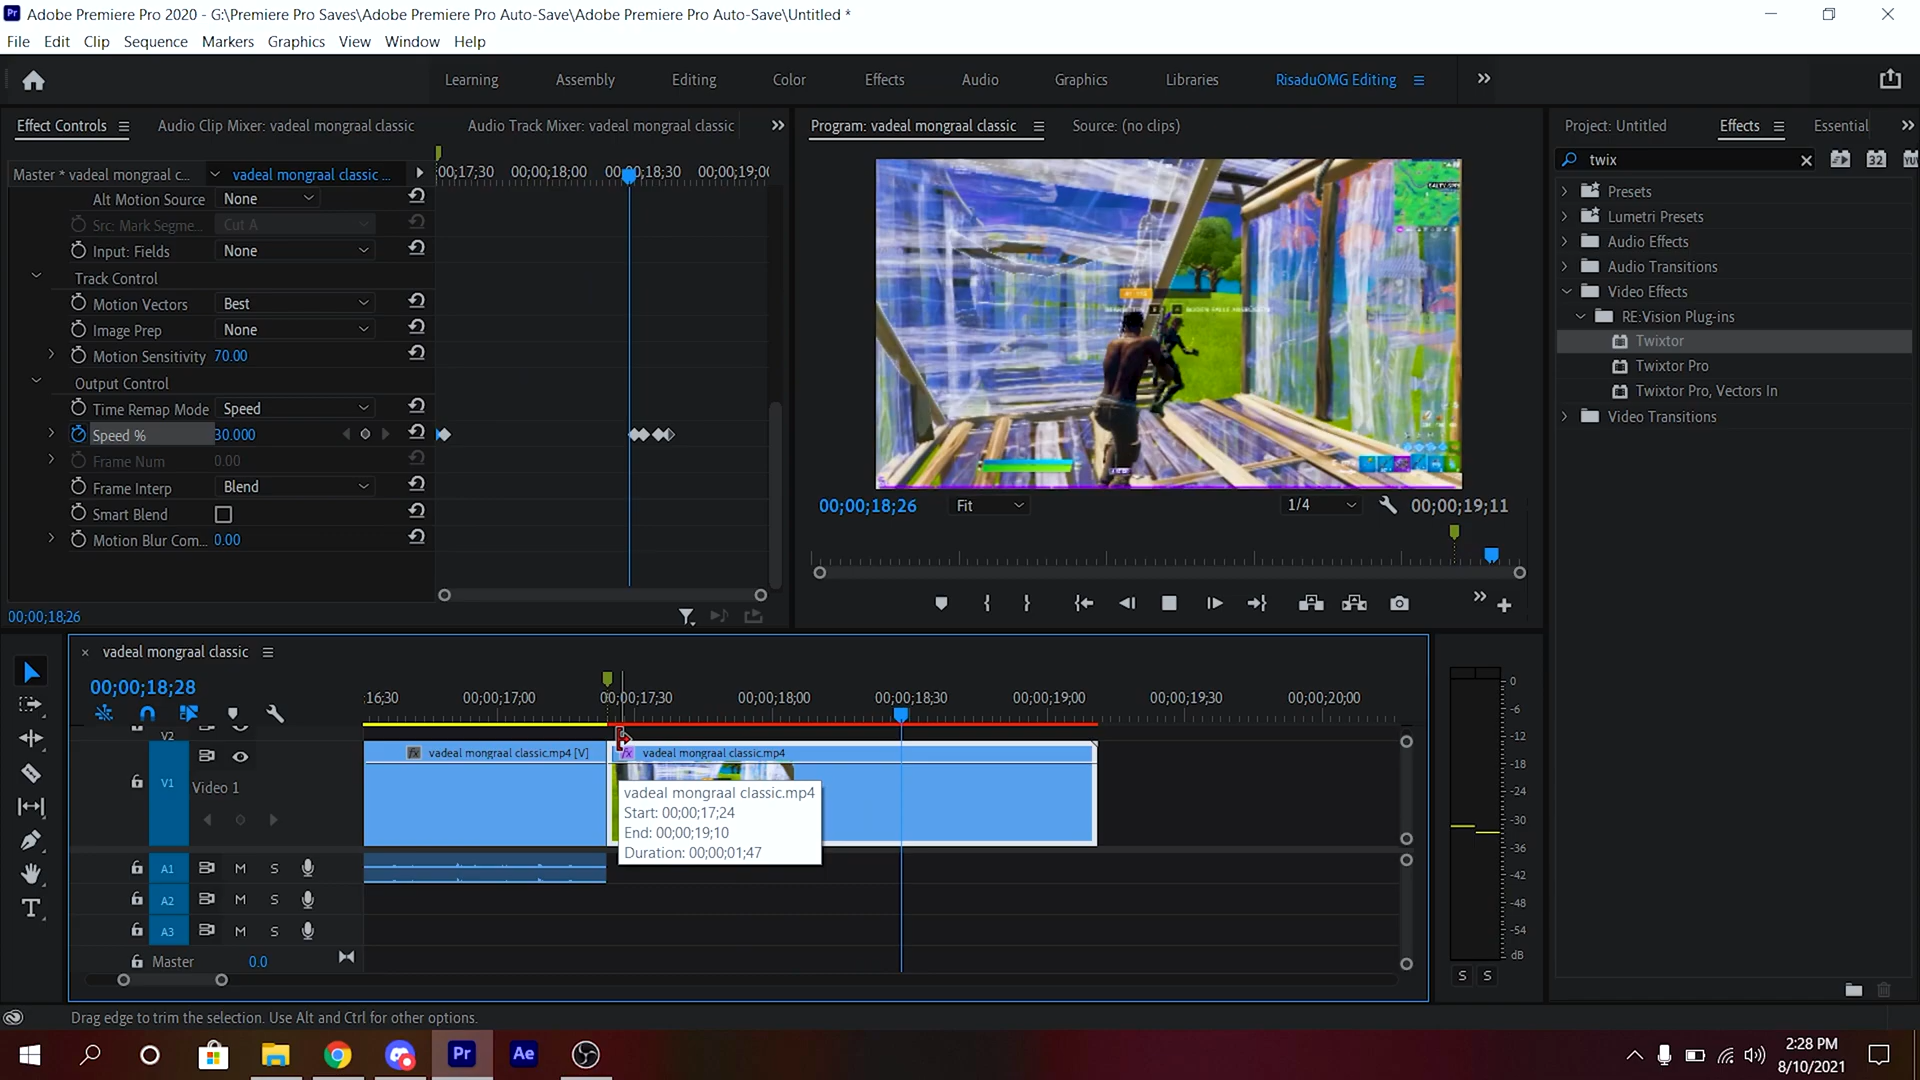 Adobe Premiere Pro 2020 - G:\Premiere Pro Saves\Adobe Premiere Pro Auto-Save\Adobe Premiere Pro Auto-Save\Untitled *
File Edit Clip Sequence Markers Graphics View Window Help
Learning Assembly Editing Color Effects Audio Graphics Libraries RisaduOMG Editing
Effect Controls Audio Clip Mixer: vadeal mongraal classic Audio Track Mixer: vadeal mongraal classic
Master * vadeal mongraal c... vadeal mongraal classic ...
00;17;30 00;00;18;00 00;00;18;30 00;00;19;00
Alt Motion Source None
Src: Mark Segme... Cut A
Input: Fields None
Track Control
Motion Vectors Best
Image Prep None
Motion Sensitivity 70.00
Output Control
Time Remap Mode Speed
Speed % 30.000
Frame Num 0.00
Frame Interp Blend
Smart Blend
Motion Blur Com... 0.00
00;00;18;26
Program: vadeal mongraal classic Source: (no clips)
00;00;18;26 Fit 1/4 00;00;19;11
Project: Untitled Effects Essential
twix 32 YUV
Presets
Lumetri Presets
Audio Effects
Audio Transitions
Video Effects
RE:Vision Plug-ins
Twixtor
Twixtor Pro
Twixtor Pro, Vectors In
Video Transitions
vadeal mongraal classic
00;00;18;28
;16;30 00;00;17;00 00;00;17;30 00;00;18;00 00;00;18;30 00;00;19;00 00;00;19;30 00;00;20;00
V2
fx vadeal mongraal classic.mp4 [V] fx vadeal mongraal classic.mp4
V1 Video 1
vadeal mongraal classic.mp4
Start: 00;00;17;24
End: 00;00;19;10
Duration: 00;00;01;47
A1 M S
A2 M S
A3 M S
Master 0.0
0
-6
-12
-18
-24
-30
-36
-42
-48
-54
dB
S S
Drag edge to trim the selection. Use Alt and Ctrl for other options.
Pr Ae
2:28 PM
8/10/2021